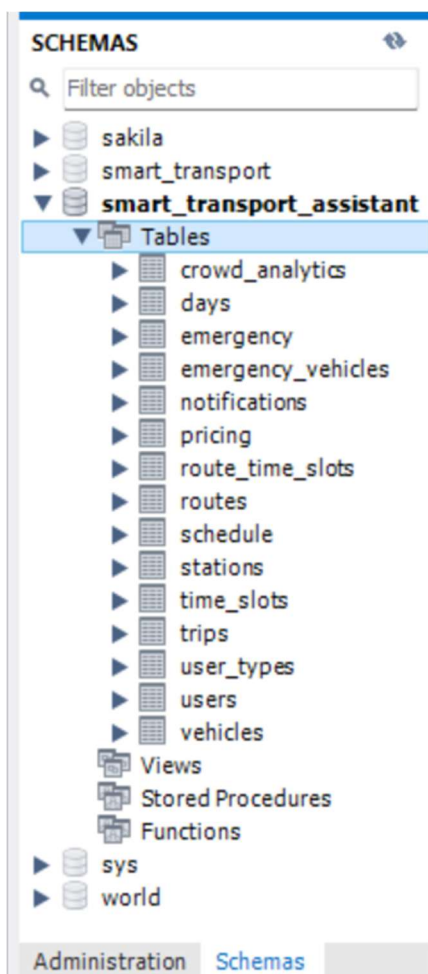 SCHEMAS
Filter objects
sakila
smart_transport
smart_transport_assistant
Tables
crowd_analytics
days
emergency
emergency_vehicles
notifications
pricing
route_time_slots
routes
schedule
stations
time_slots
trips
user_types
users
vehicles
Views
Stored Procedures
Functions
sys
world
Administration Schemas